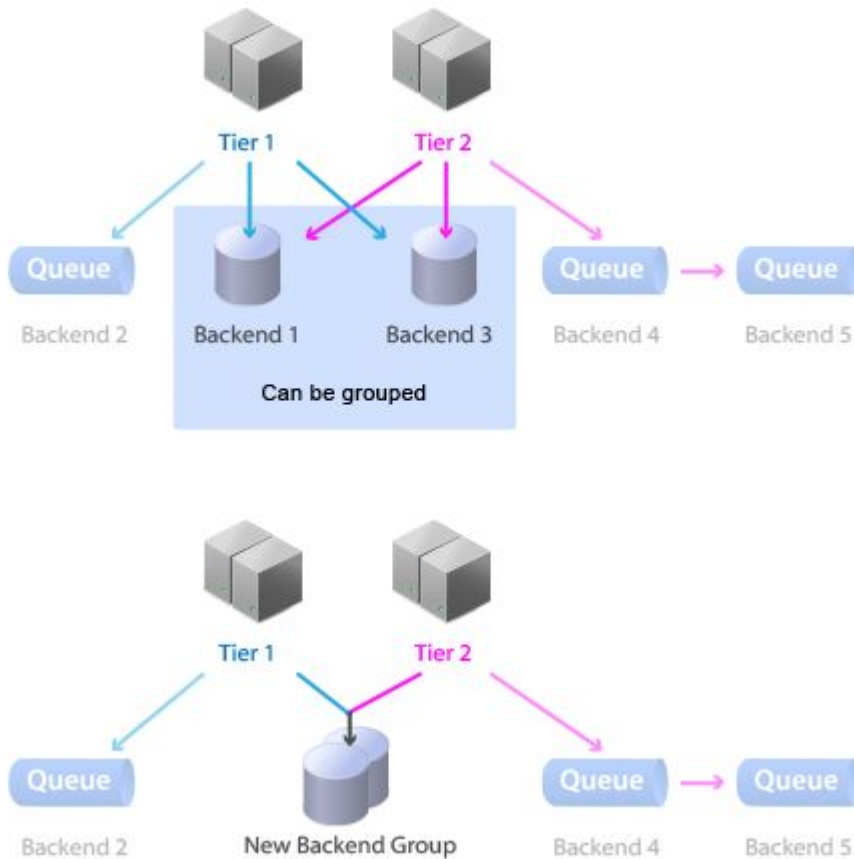 Tier 1
Tier 2
Queue
Queue
Queue
Backend 2
Backend 1
Backend 3
Backend 4
Backend 5
Can be grouped
Tier 1
Tier 2
Queue
Queue
Queue
Backend 2
New Backend Group
Backend 4
Backend 5